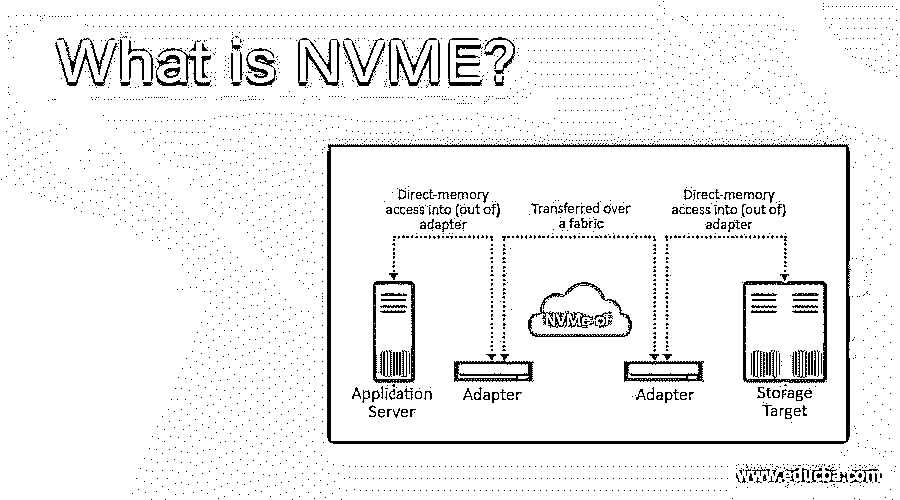 What is NVME?
Direct-memory
access into (out of)
adapter
Transferred over
a fabric
Direct-memory
access into (out of)
adapter
NVMe-of
Application
Server
Adapter
Adapter
Storage
Target
www.educba.com